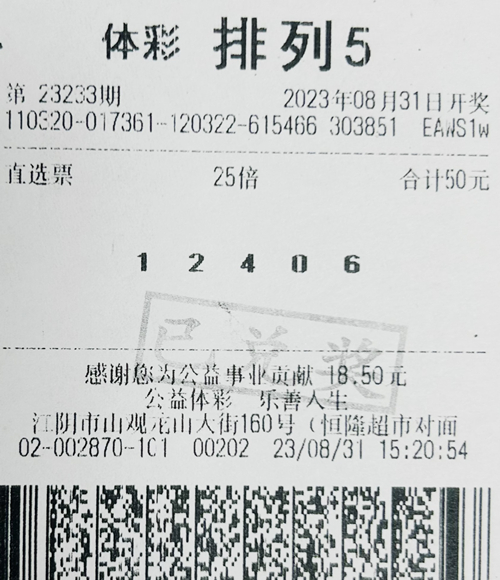 体彩 排列5
第 23233期 2023年08月31日开奖
110320-017361-120322-615466 303851 EAWS1w
直选票 25倍 合计50元
1 2 4 0 6
已兑奖
感谢您为公益事业贡献 18.50元
公益体彩 乐善人生
江阴市山观花山大街160号（恒隆超市对面
02-002870-101 00202 23/08/31 15:20:54